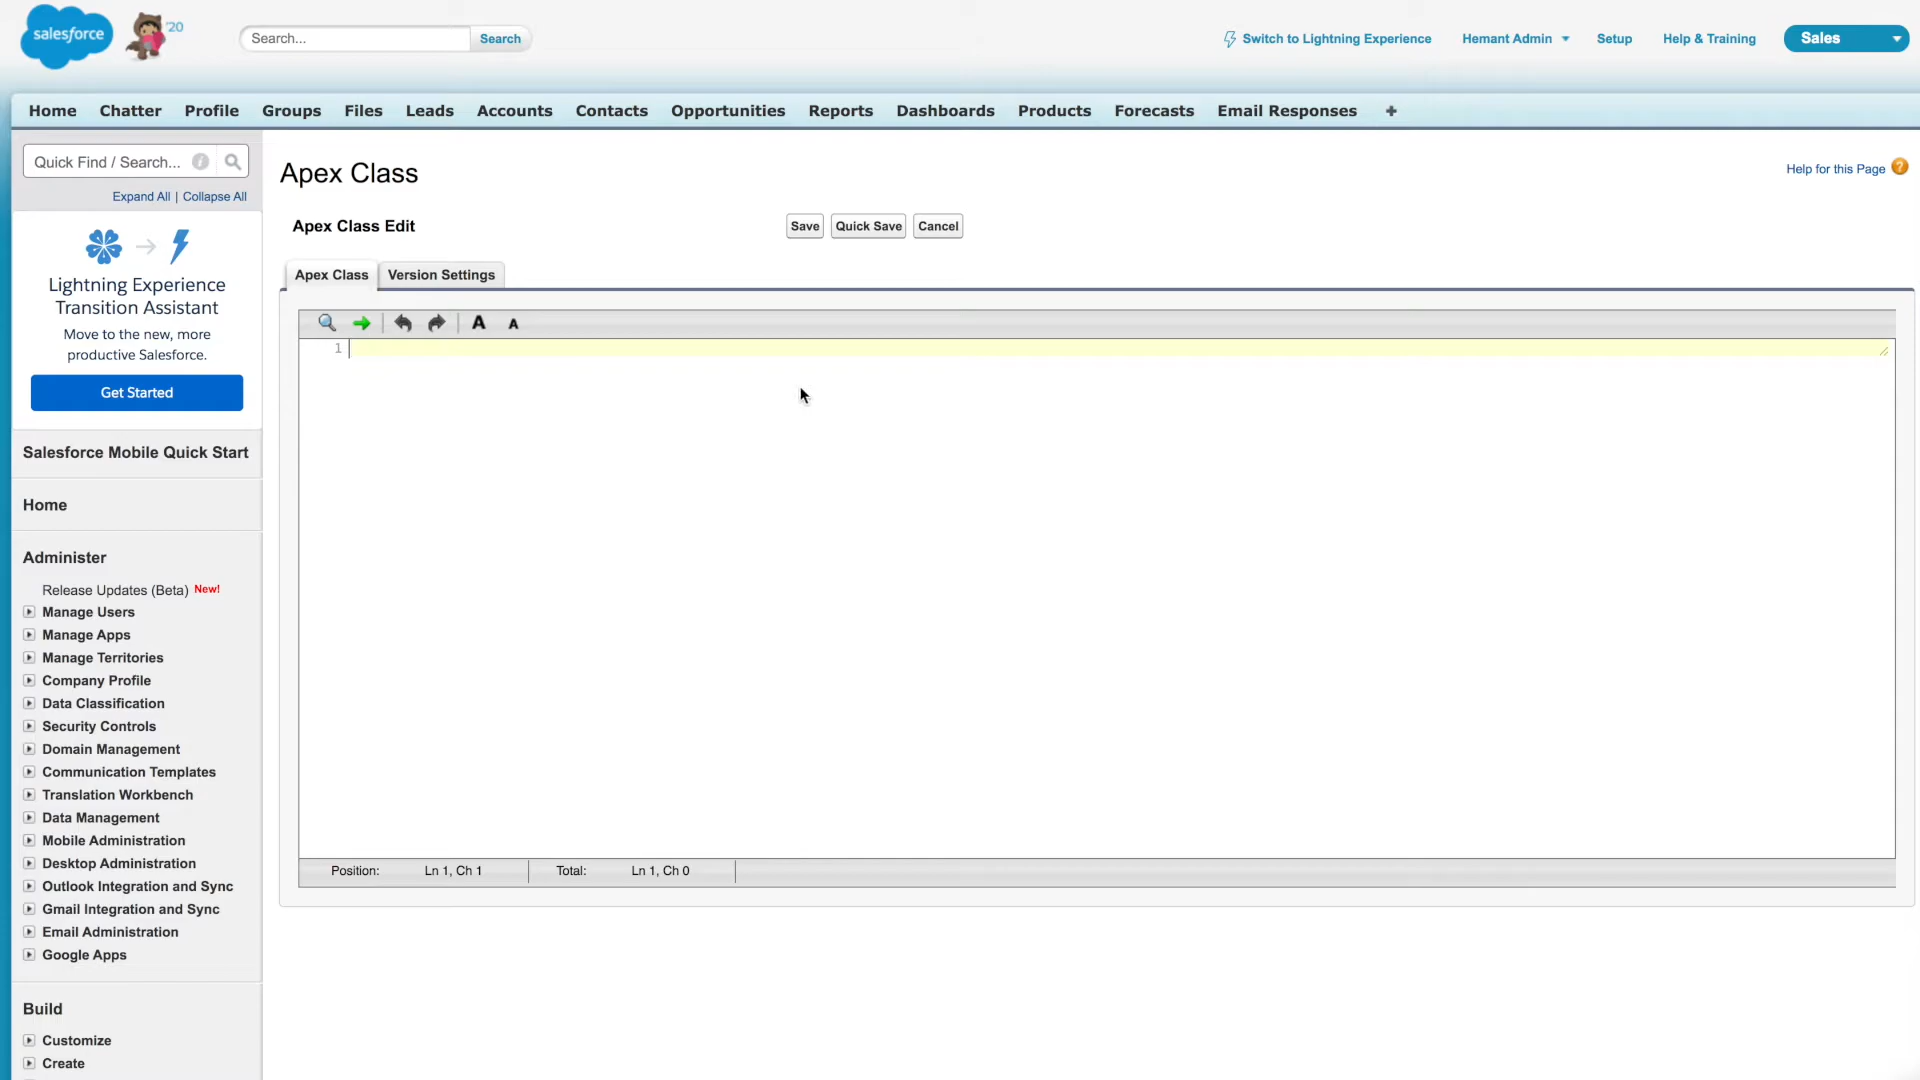 salesforce
'20
Search...
Search
Switch to Lightning Experience
Hemant Admin
Setup
Help & Training
Sales
Home
Chatter
Profile
Groups
Files
Leads
Accounts
Contacts
Opportunities
Reports
Dashboards
Products
Forecasts
Email Responses
+
Quick Find / Search...
i
Expand All | Collapse All
Lightning Experience
Transition Assistant
Move to the new, more
productive Salesforce.
Get Started
Salesforce Mobile Quick Start
Home
Administer
Release Updates (Beta) New!
Manage Users
Manage Apps
Manage Territories
Company Profile
Data Classification
Security Controls
Domain Management
Communication Templates
Translation Workbench
Data Management
Mobile Administration
Desktop Administration
Outlook Integration and Sync
Gmail Integration and Sync
Email Administration
Google Apps
Build
Customize
Create
Apex Class
Help for this Page ?
Apex Class Edit
Save
Quick Save
Cancel
Apex Class
Version Settings
A
A
1
Position: Ln 1, Ch 1
Total: Ln 1, Ch 0